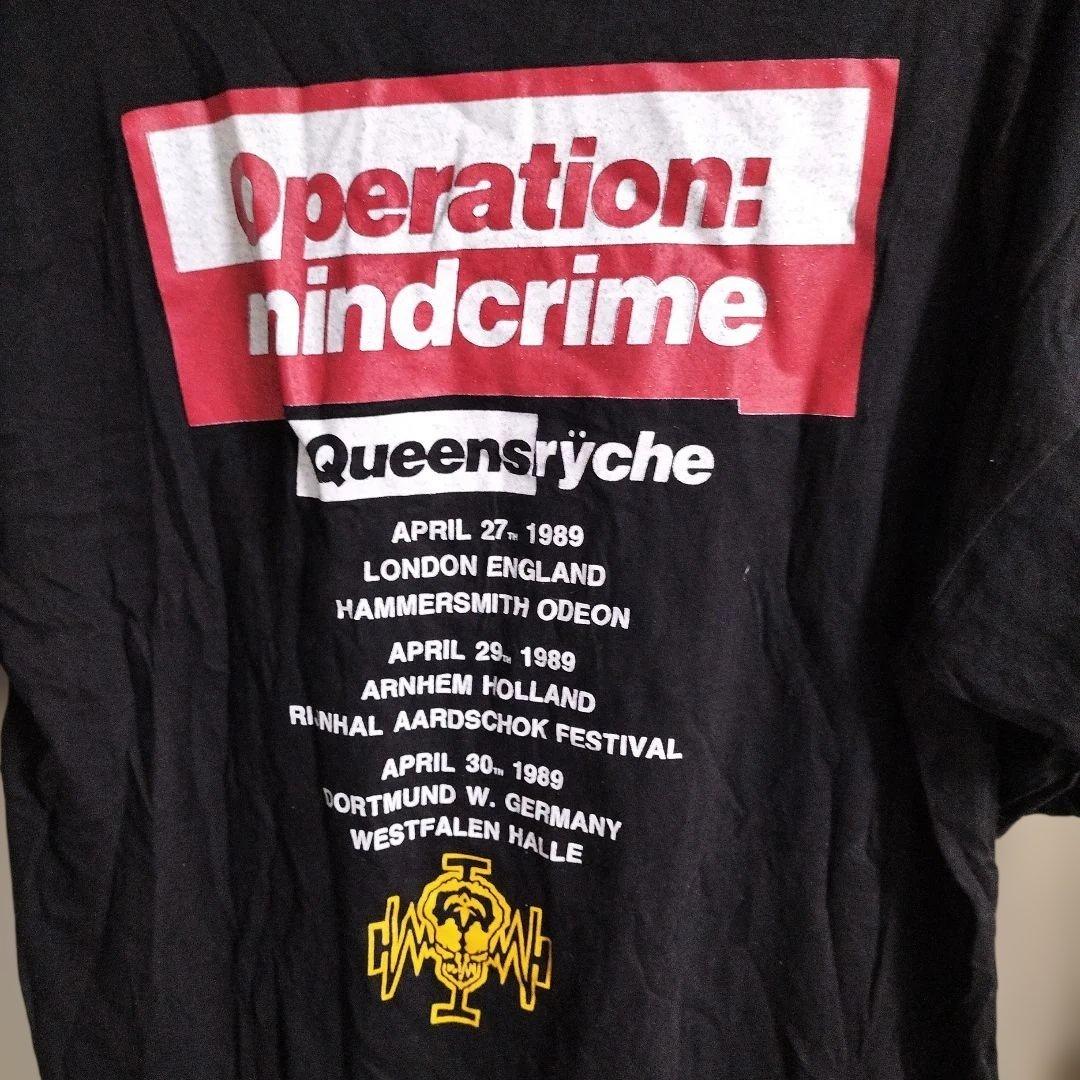 Operation:
mindcrime
Queensrÿche
APRIL 27TH 1989
LONDON ENGLAND
HAMMERSMITH ODEON
APRIL 29TH 1989
ARNHEM HOLLAND
AARDSCHOK FESTIVAL
APRIL 30TH 1989
DORTMUND W. GERMANY
WESTFALEN HALLE